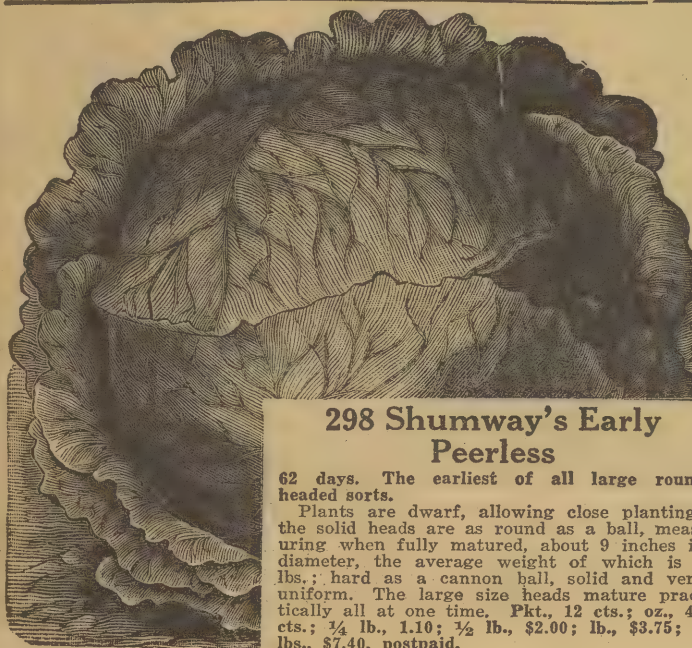 298 Shumway's Early
Peerless
62 days. The earliest of all large roun
headed sorts.
Plants are dwarf, allowing close planting
the solid heads are as round as a ball, meas
uring when fully matured, about 9 inches i
diameter, the average weight of which is
lbs.; hard as a cannon ball, solid and ver
uniform. The large size heads mature prac
tically all at one time. Pkt., 12 cts.; oz., 4
cts.; ¼ lb., 1.10; ½ lb., $2.00; lb., $3.75;
lbs., $7.40, postpaid.